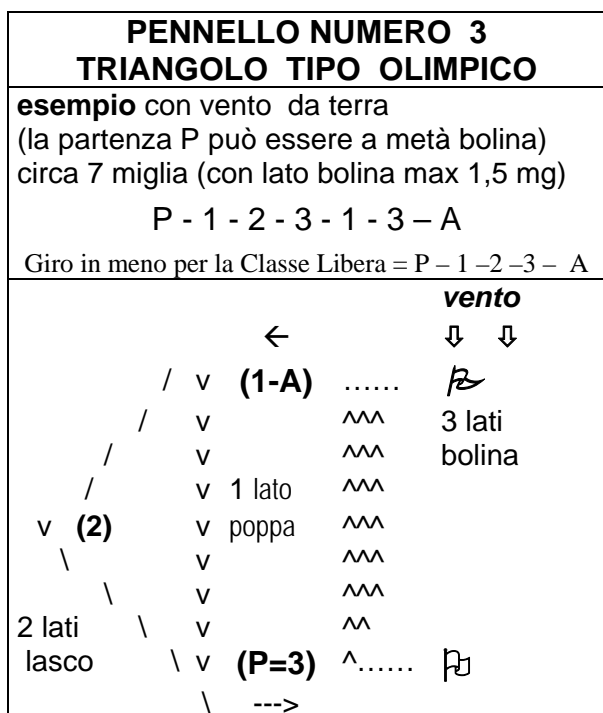 PENNELLO NUMERO 3
TRIANGOLO TIPO OLIMPICO
esempio con vento da terra
(la partenza P può essere a metà bolina)
circa 7 miglia (con lato bolina max 1,5 mg)
P - 1 - 2 - 3 - 1 - 3 – A
Giro in meno per la Classe Libera = P – 1 –2 –3 – A
vento
← ⇩ ⇩
/ v (1-A) ......
/ v ^^^ 3 lati
/ v ^^^ bolina
/ v 1 lato ^^^
v (2) v poppa ^^^
\ v ^^^
\ v ^^^
2 lati \ v ^^
lasco \ v (P=3) ^......
\ --->